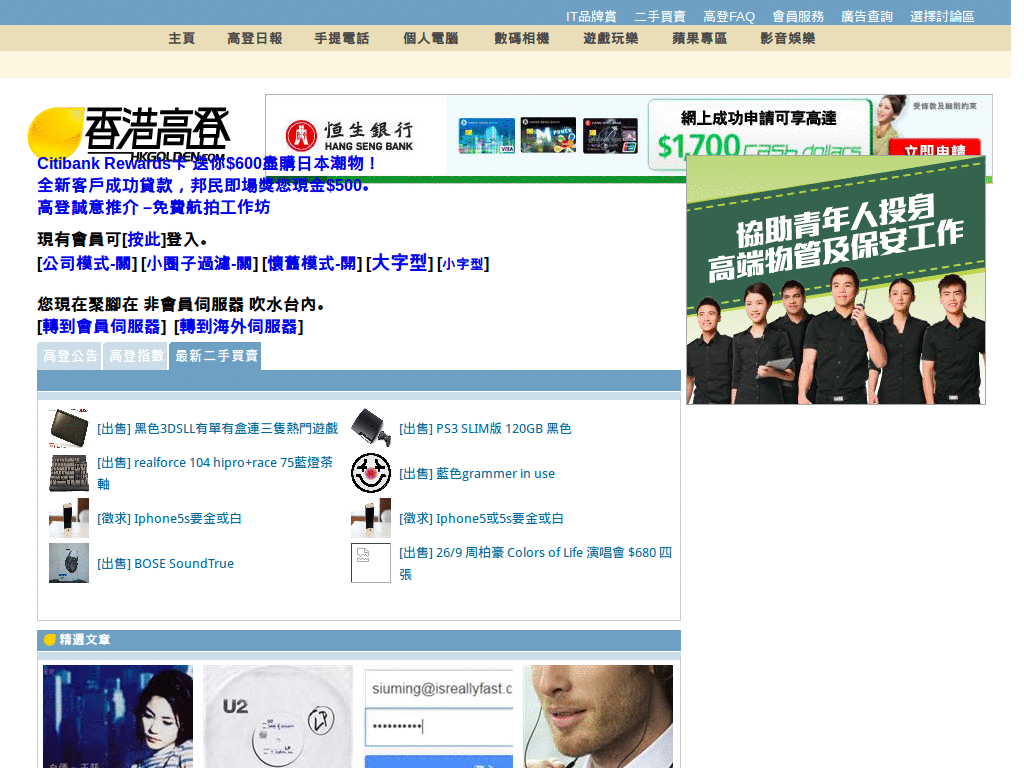 IT品牌賞 二手買賣 高登FAQ 會員服務 廣告查詢 選擇討論區
主頁 高登日報 手提電話 個人電腦 數碼相機 遊戲玩樂 蘋果專區 影音娛樂
香港高登
HKGOLDEN.COM
恒生銀行
HANG SENG BANK
網上成功申請可享高達
$1,700 cash dollars
受條款及細則約束
立即申請
Citibank Rewards卡 送你$600盡購日本潮物！
全新客戶成功貸款，邦民即場獎您現金$500。
高登誠意推介 –免費航拍工作坊
現有會員可[按此]登入。
[公司模式-關] [小圈子過濾-關] [懷舊模式-開] [大字型] [小字型]
您現在聚腳在 非會員伺服器 吹水台內。
[轉到會員伺服器] [轉到海外伺服器]
協助青年人投身
高端物管及保安工作
高登公告 高登指數 最新二手買賣
[出售] 黑色3DSLL有單有盒連三隻熱門遊戲
[出售] PS3 SLIM版 120GB 黑色
[出售] realforce 104 hipro+race 75藍燈茶
軸
[出售] 藍色grammer in use
[徵求] Iphone5s要金或白
[徵求] Iphone5或5s要金或白
[出售] BOSE SoundTrue
[出售] 26/9 周柏豪 Colors of Life 演唱會 $680 四
張
精選文章
U2
LP
siuming@isreallyfast.c